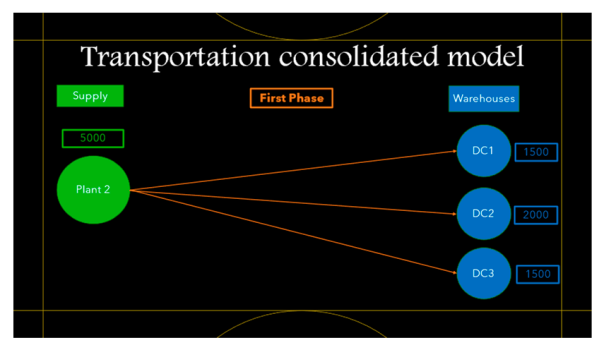 Transportation consolidated model
Supply
First Phase
Warehouses
5000
Plant 2
DC1
1500
DC2
2000
DC3
1500